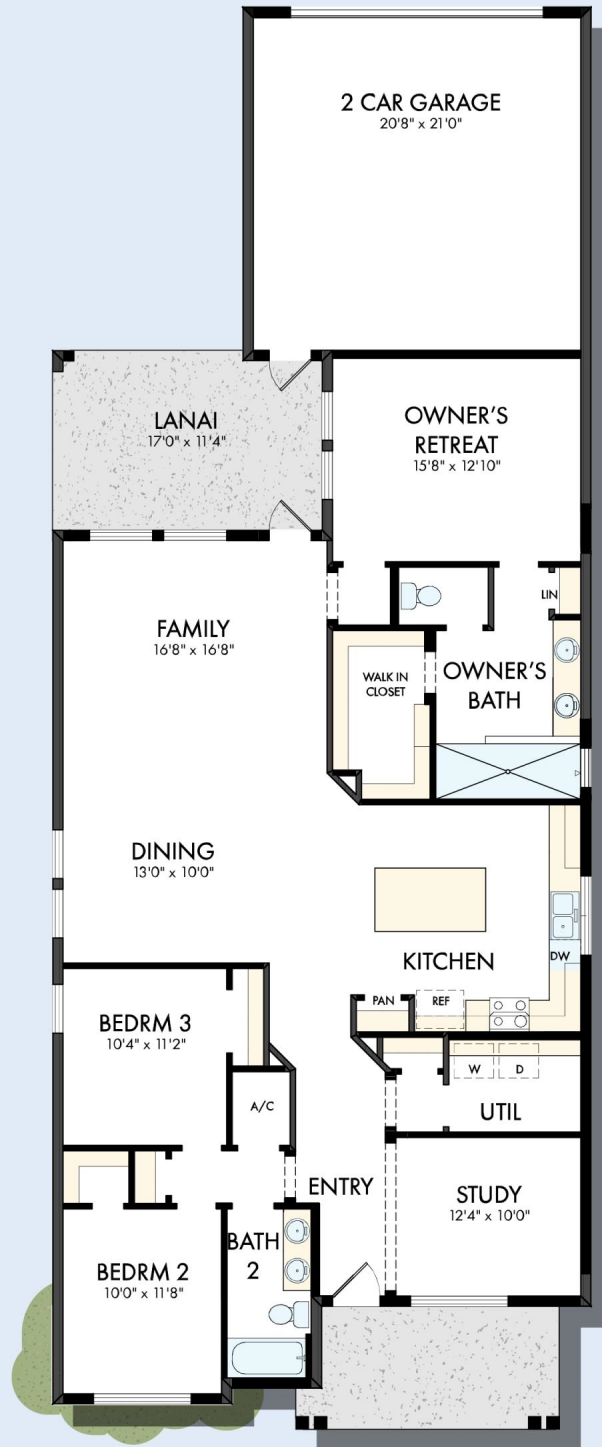 2 CAR GARAGE
20'8" x 21'0"
LANAI
17'0" x 11'4"
OWNER'S
RETREAT
15'8" x 12'10"
LIN
FAMILY
16'8" x 16'8"
WALK IN
CLOSET
OWNER'S
BATH
DINING
13'0" x 10'0"
KITCHEN
DW
PAN
REF
BEDRM 3
10'4" x 11'2"
W
D
A/C
UTIL
ENTRY
STUDY
12'4" x 10'0"
BATH
2
BEDRM 2
10'0" x 11'8"